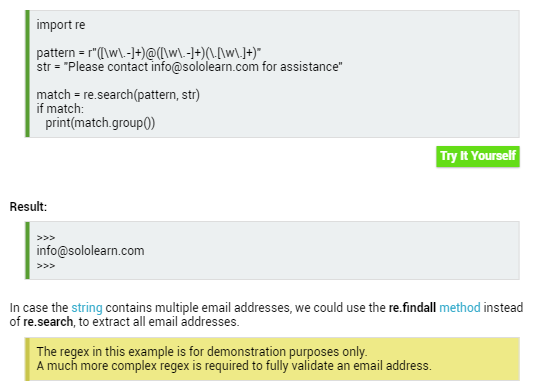 import re
pattern = r"([\w\.-]+)@([\w\.-]+)(\.[\w\.]+)"
str = "Please contact info@sololearn.com for assistance"
match = re.search(pattern, str)
if match:
print(match.group())
Try It Yourself
Result:
>>>
info@sololearn.com
>>>
In case the string contains multiple email addresses, we could use the re.findall method instead
of re.search, to extract all email addresses.
The regex in this example is for demonstration purposes only.
A much more complex regex is required to fully validate an email address.